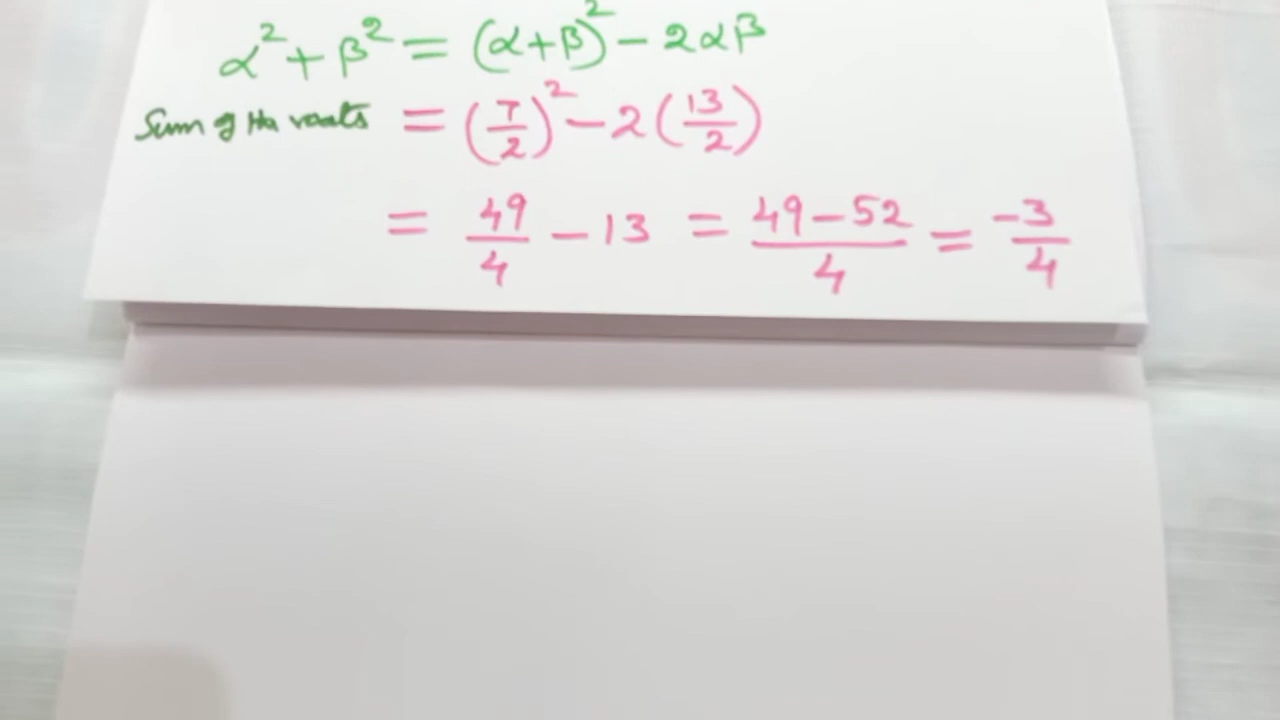 α² + β² = (α+β)² − 2αβ
Sum of the roots = (7/2)² − 2(13/2)
= 49/4 − 13 = 49−52/4 = −3/4